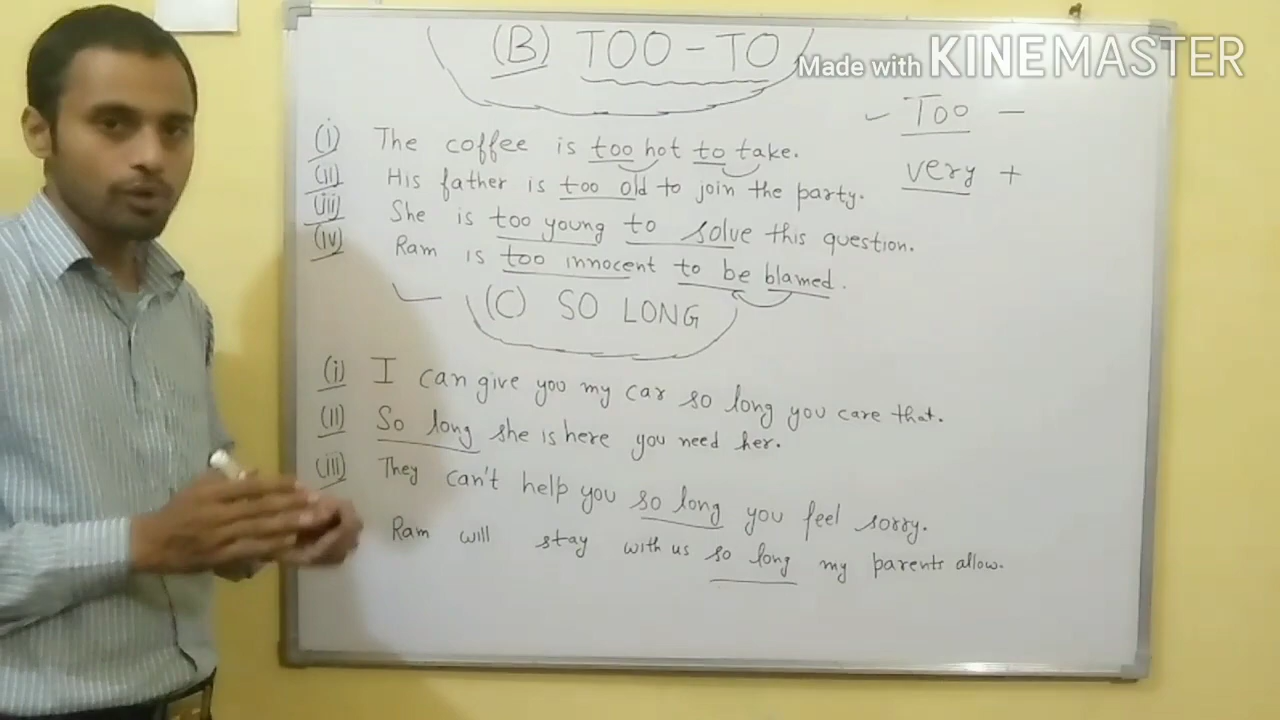 (B) TOO - TO
Made with KINEMASTER
Too -
very +
(i) The coffee is too hot to take.
(ii) His father is too old to join the party.
(iii) She is too young to solve this question.
(iv) Ram is too innocent to be blamed.
(C) SO LONG
(i) I can give you my car so long you care that.
(ii) So long she is here you need her.
(iii) They can't help you so long you feel sorry.
Ram will stay with us so long my parents allow.